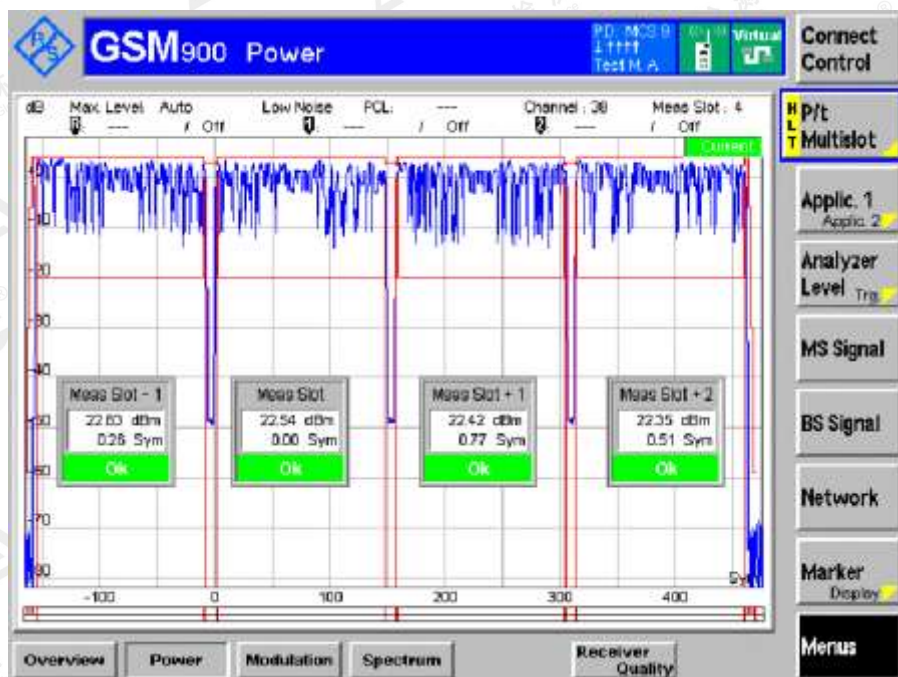 GSM900 Power
PD: MCS 9
Test M. A
Virtual
Connect Control
dB Max. Level Auto Low Noise PCL: --- Channel : 38 Meas Slot : 4
--- / Off --- / Off --- / Off
Current
H L T
P/t Multislot
Applic. 1
Applic. 2
Analyzer Level
Trig.
MS Signal
BS Signal
Network
Marker
Display
Menus
-10
-20
-30
-40
-50
-60
-70
-80
Meas Slot - 1
dBm
0.26 Sym
Ok
Meas Slot
22.54 dBm
0.00 Sym
Ok
Meas Slot + 1
22.42 dBm
0.77 Sym
Ok
Meas Slot + 2
22.35 dBm
0.51 Sym
Ok
-100 0 100 200 300 400
Overview Power Modulation Spectrum Receiver Quality